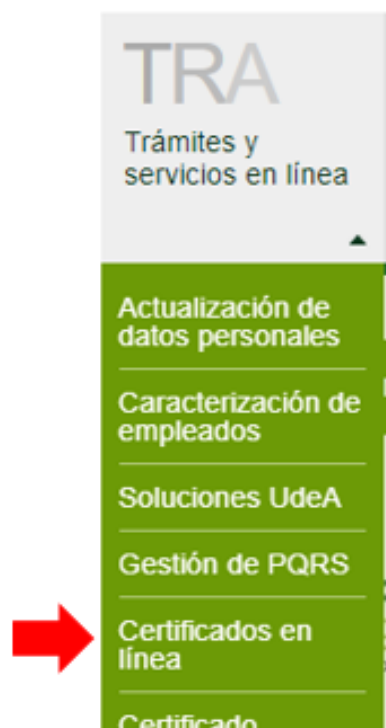 TRA
Trámites y
servicios en línea
Actualización de
datos personales
Caracterización de
empleados
Soluciones UdeA
Gestión de PQRS
Certificados en
línea
Certificado